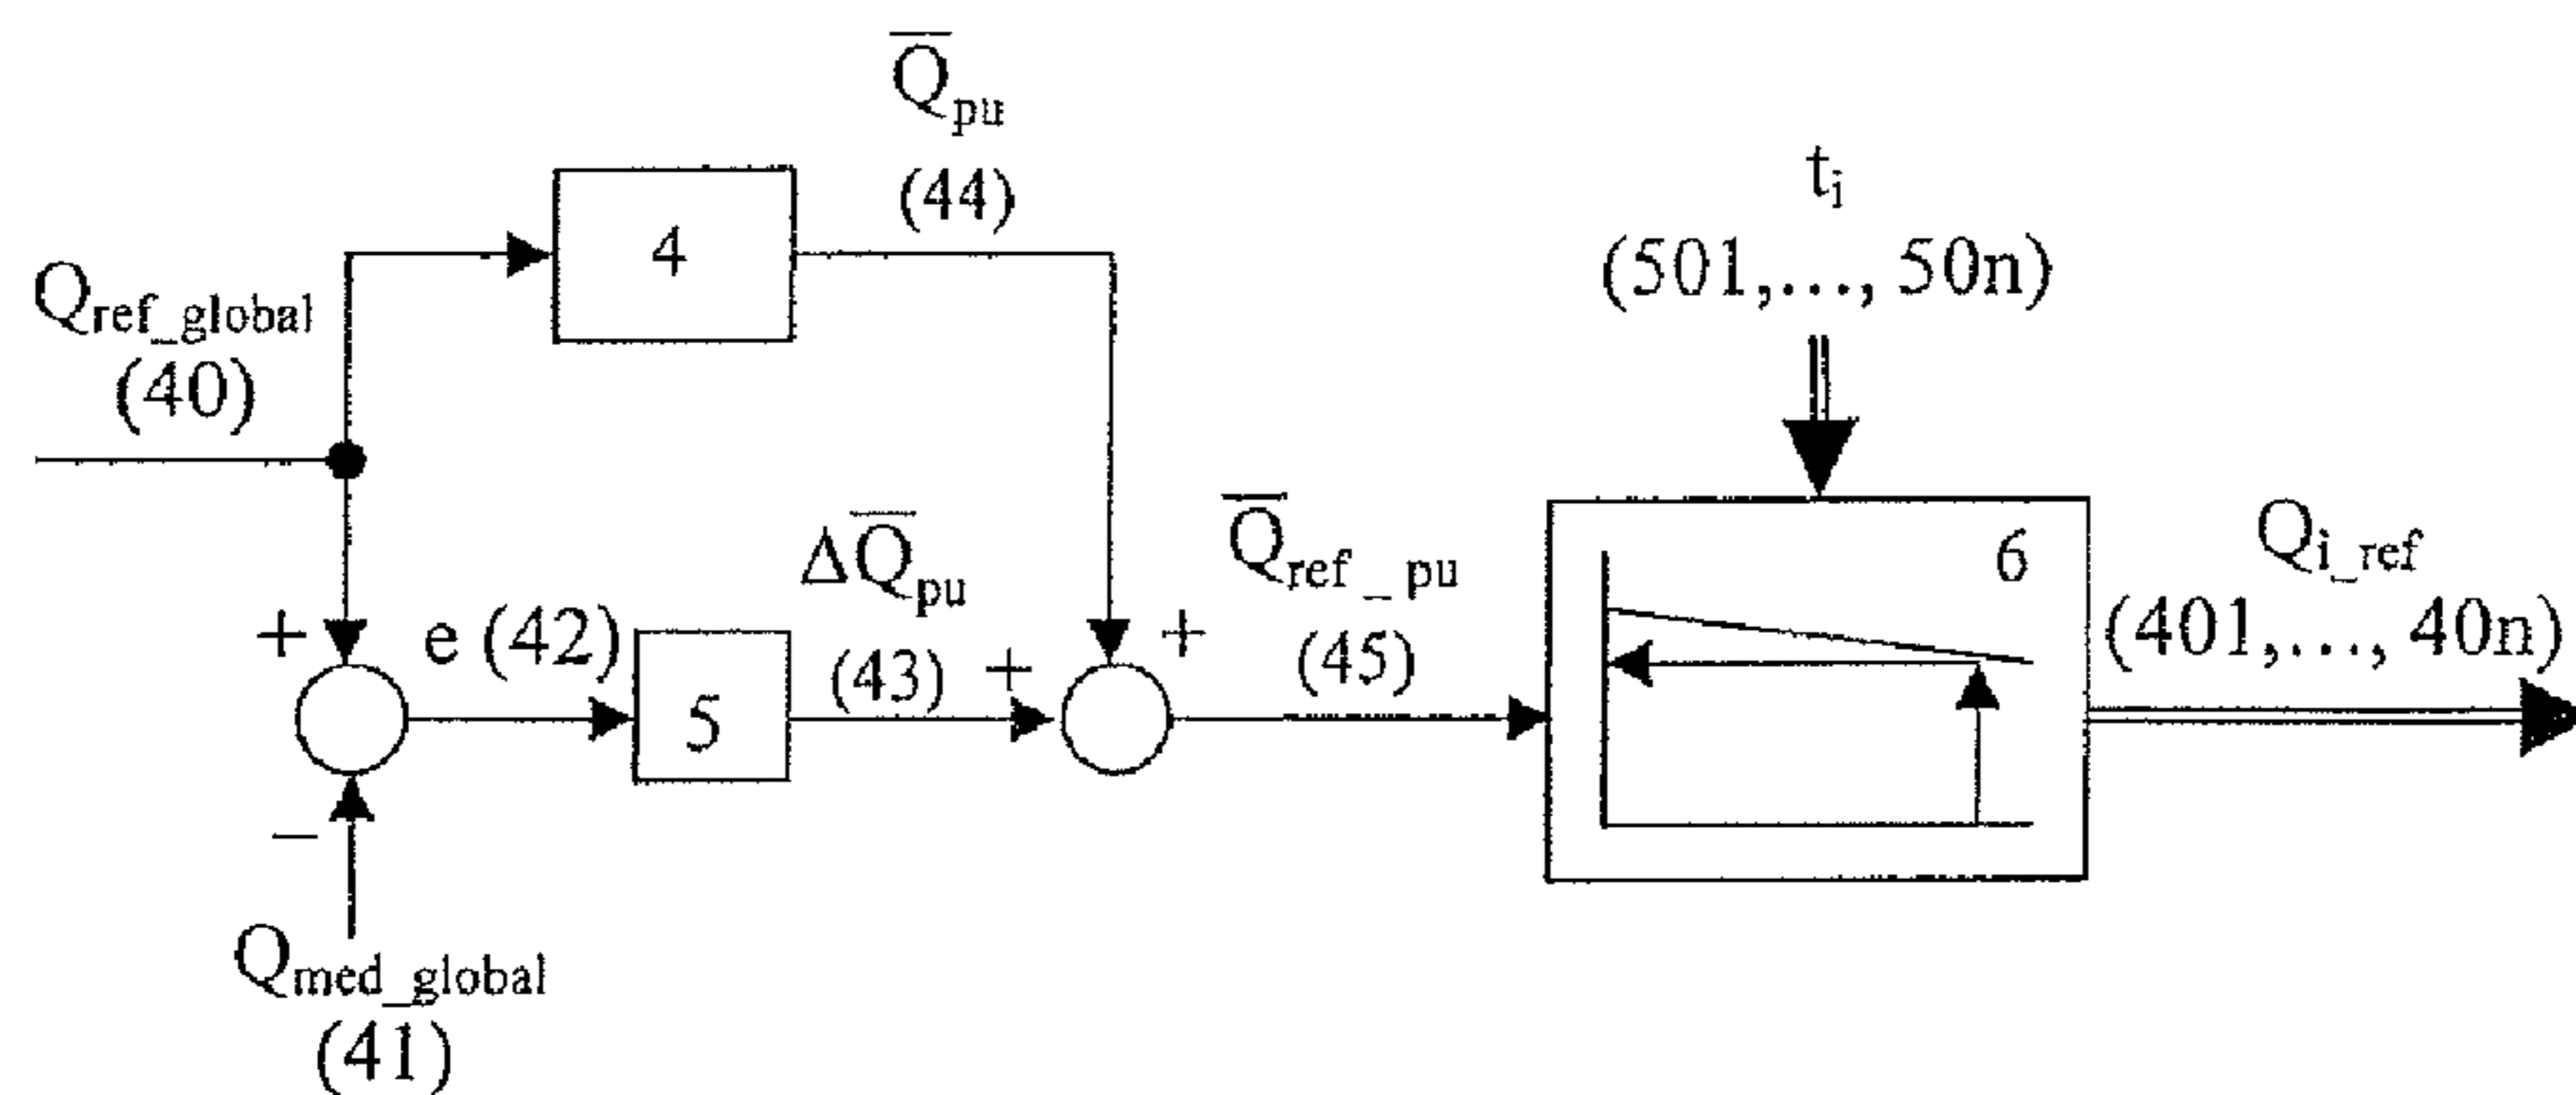 Q̅pu
(44)
4
ti
(501,..., 50n)
Qref_global
(40)
ΔQ̅pu
(43)
Q̅ref_pu
(45)
6
Qi_ref
(401,..., 40n)
+
e (42)
5
+
+
−
Qmed_global
(41)